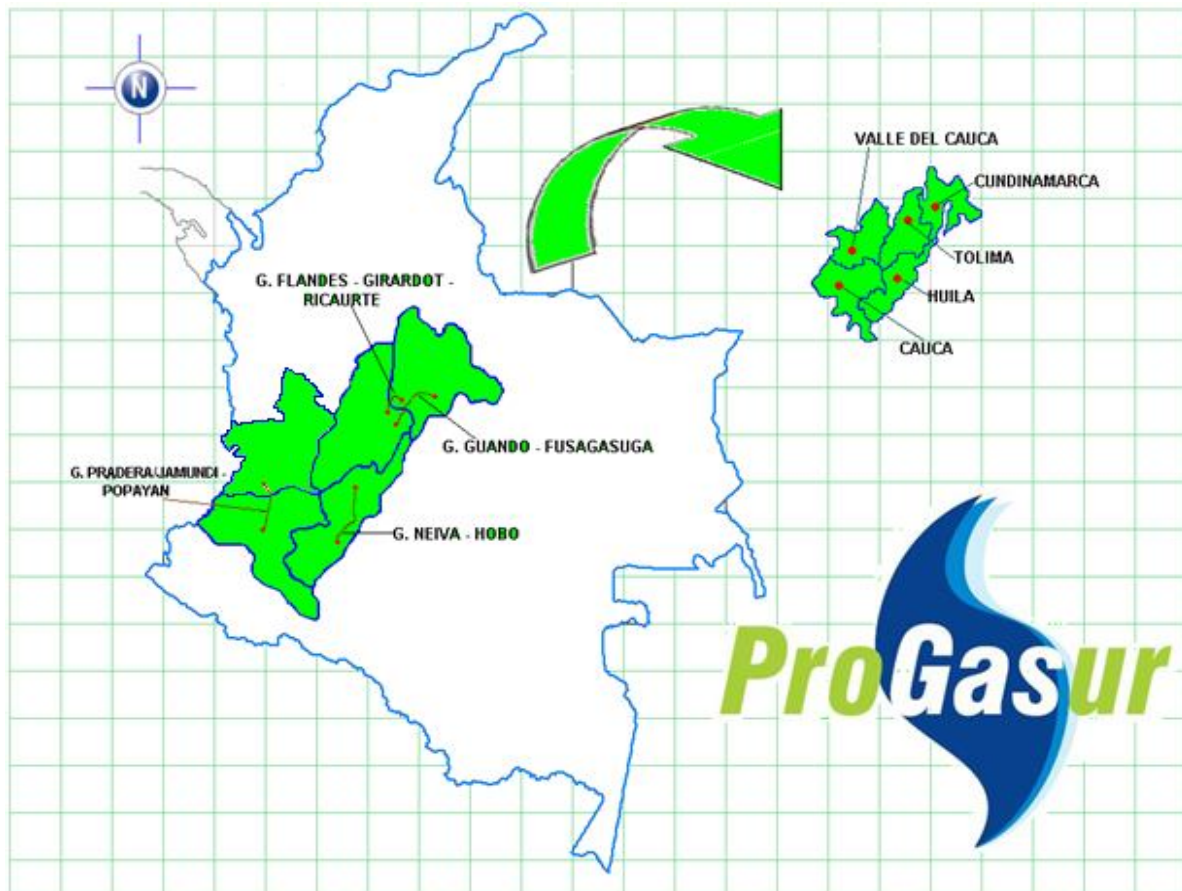 N
VALLE DEL CAUCA
CUNDINAMARCA
TOLIMA
HUILA
CAUCA
G. FLANDES - GIRARDOT -
RICAURTE
G. GUANDO - FUSAGASUGA
G. PRADERA/JAMUNDI -
POPAYAN
G. NEIVA - HOBO
ProGasur